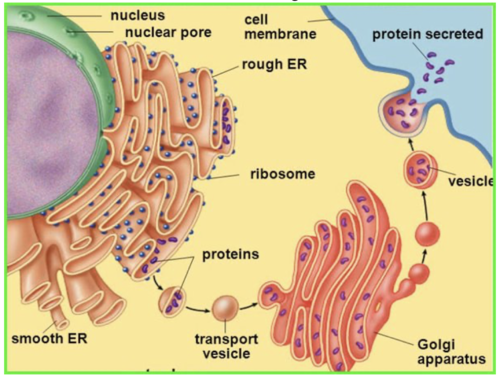 nucleus
nuclear pore
cell
membrane
protein secreted
rough ER
ribosome
vesicle
proteins
smooth ER
transport
vesicle
Golgi
apparatus